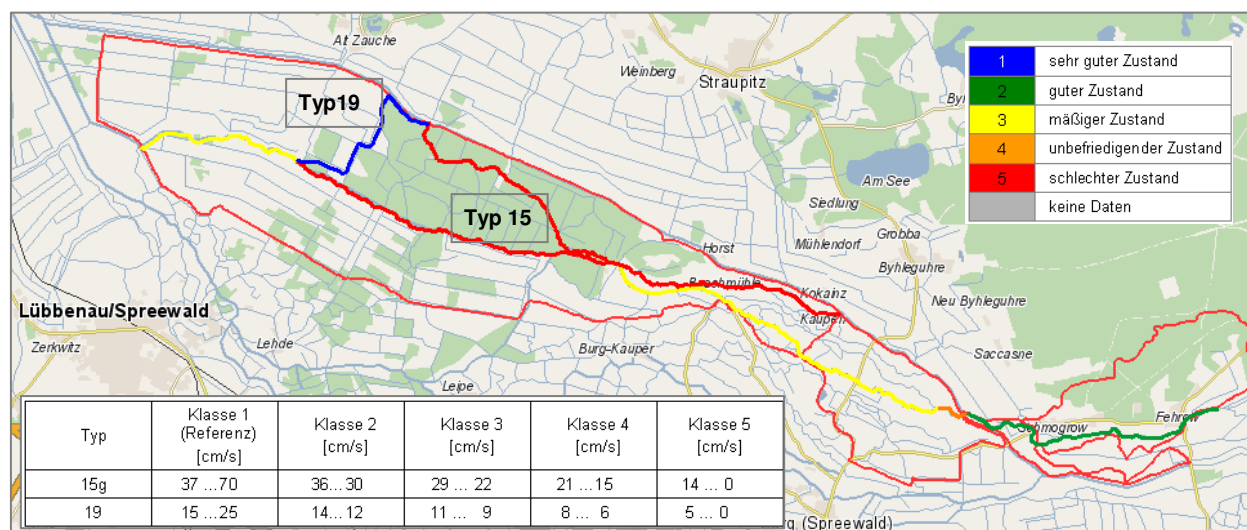 Alt Zauche
Weinberg
Straupitz
Typ19
1 sehr guter Zustand
2 guter Zustand
3 mäßiger Zustand
4 unbefriedigender Zustand
5 schlechter Zustand
keine Daten
Am See
Siedlung
Typ 15
Mühlendorf
Grobba
Horst
Byhleguhre
Kokainz
Neu Byhleguhre
Lübbenau/Spreewald
Kaupen
Zerkwitz
Lehde
Burg-Kauper
Saccasne
Leipe
Schmogrow
Fehrow
Typ Klasse 1 (Referenz) [cm/s] Klasse 2 [cm/s] Klasse 3 [cm/s] Klasse 4 [cm/s] Klasse 5 [cm/s]
15g 37 ...70 36... 30 29 ... 22 21 ... 15 14 ... 0
19 15 ...25 14... 12 11 ... 9 8 ... 6 5 ... 0
(Spreewald)